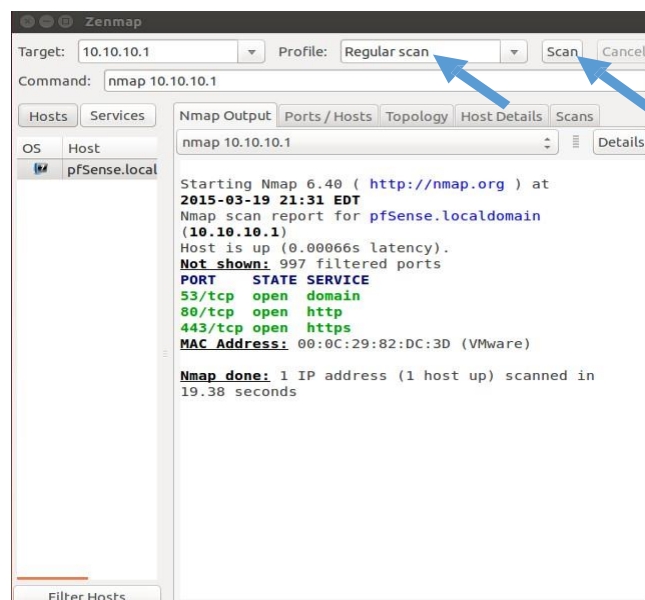 Zenmap
Target: 10.10.10.1 Profile: Regular scan Scan Cancel
Command: nmap 10.10.10.1
Hosts Services
OS Host
pfSense.local
Nmap Output Ports / Hosts Topology Host Details Scans
nmap 10.10.10.1 Details
Starting Nmap 6.40 ( http://nmap.org ) at
2015-03-19 21:31 EDT
Nmap scan report for pfSense.localdomain
(10.10.10.1)
Host is up (0.00066s latency).
Not shown: 997 filtered ports
PORT STATE SERVICE
53/tcp open domain
80/tcp open http
443/tcp open https
MAC Address: 00:0C:29:82:DC:3D (VMware)
Nmap done: 1 IP address (1 host up) scanned in
19.38 seconds
Filter Hosts